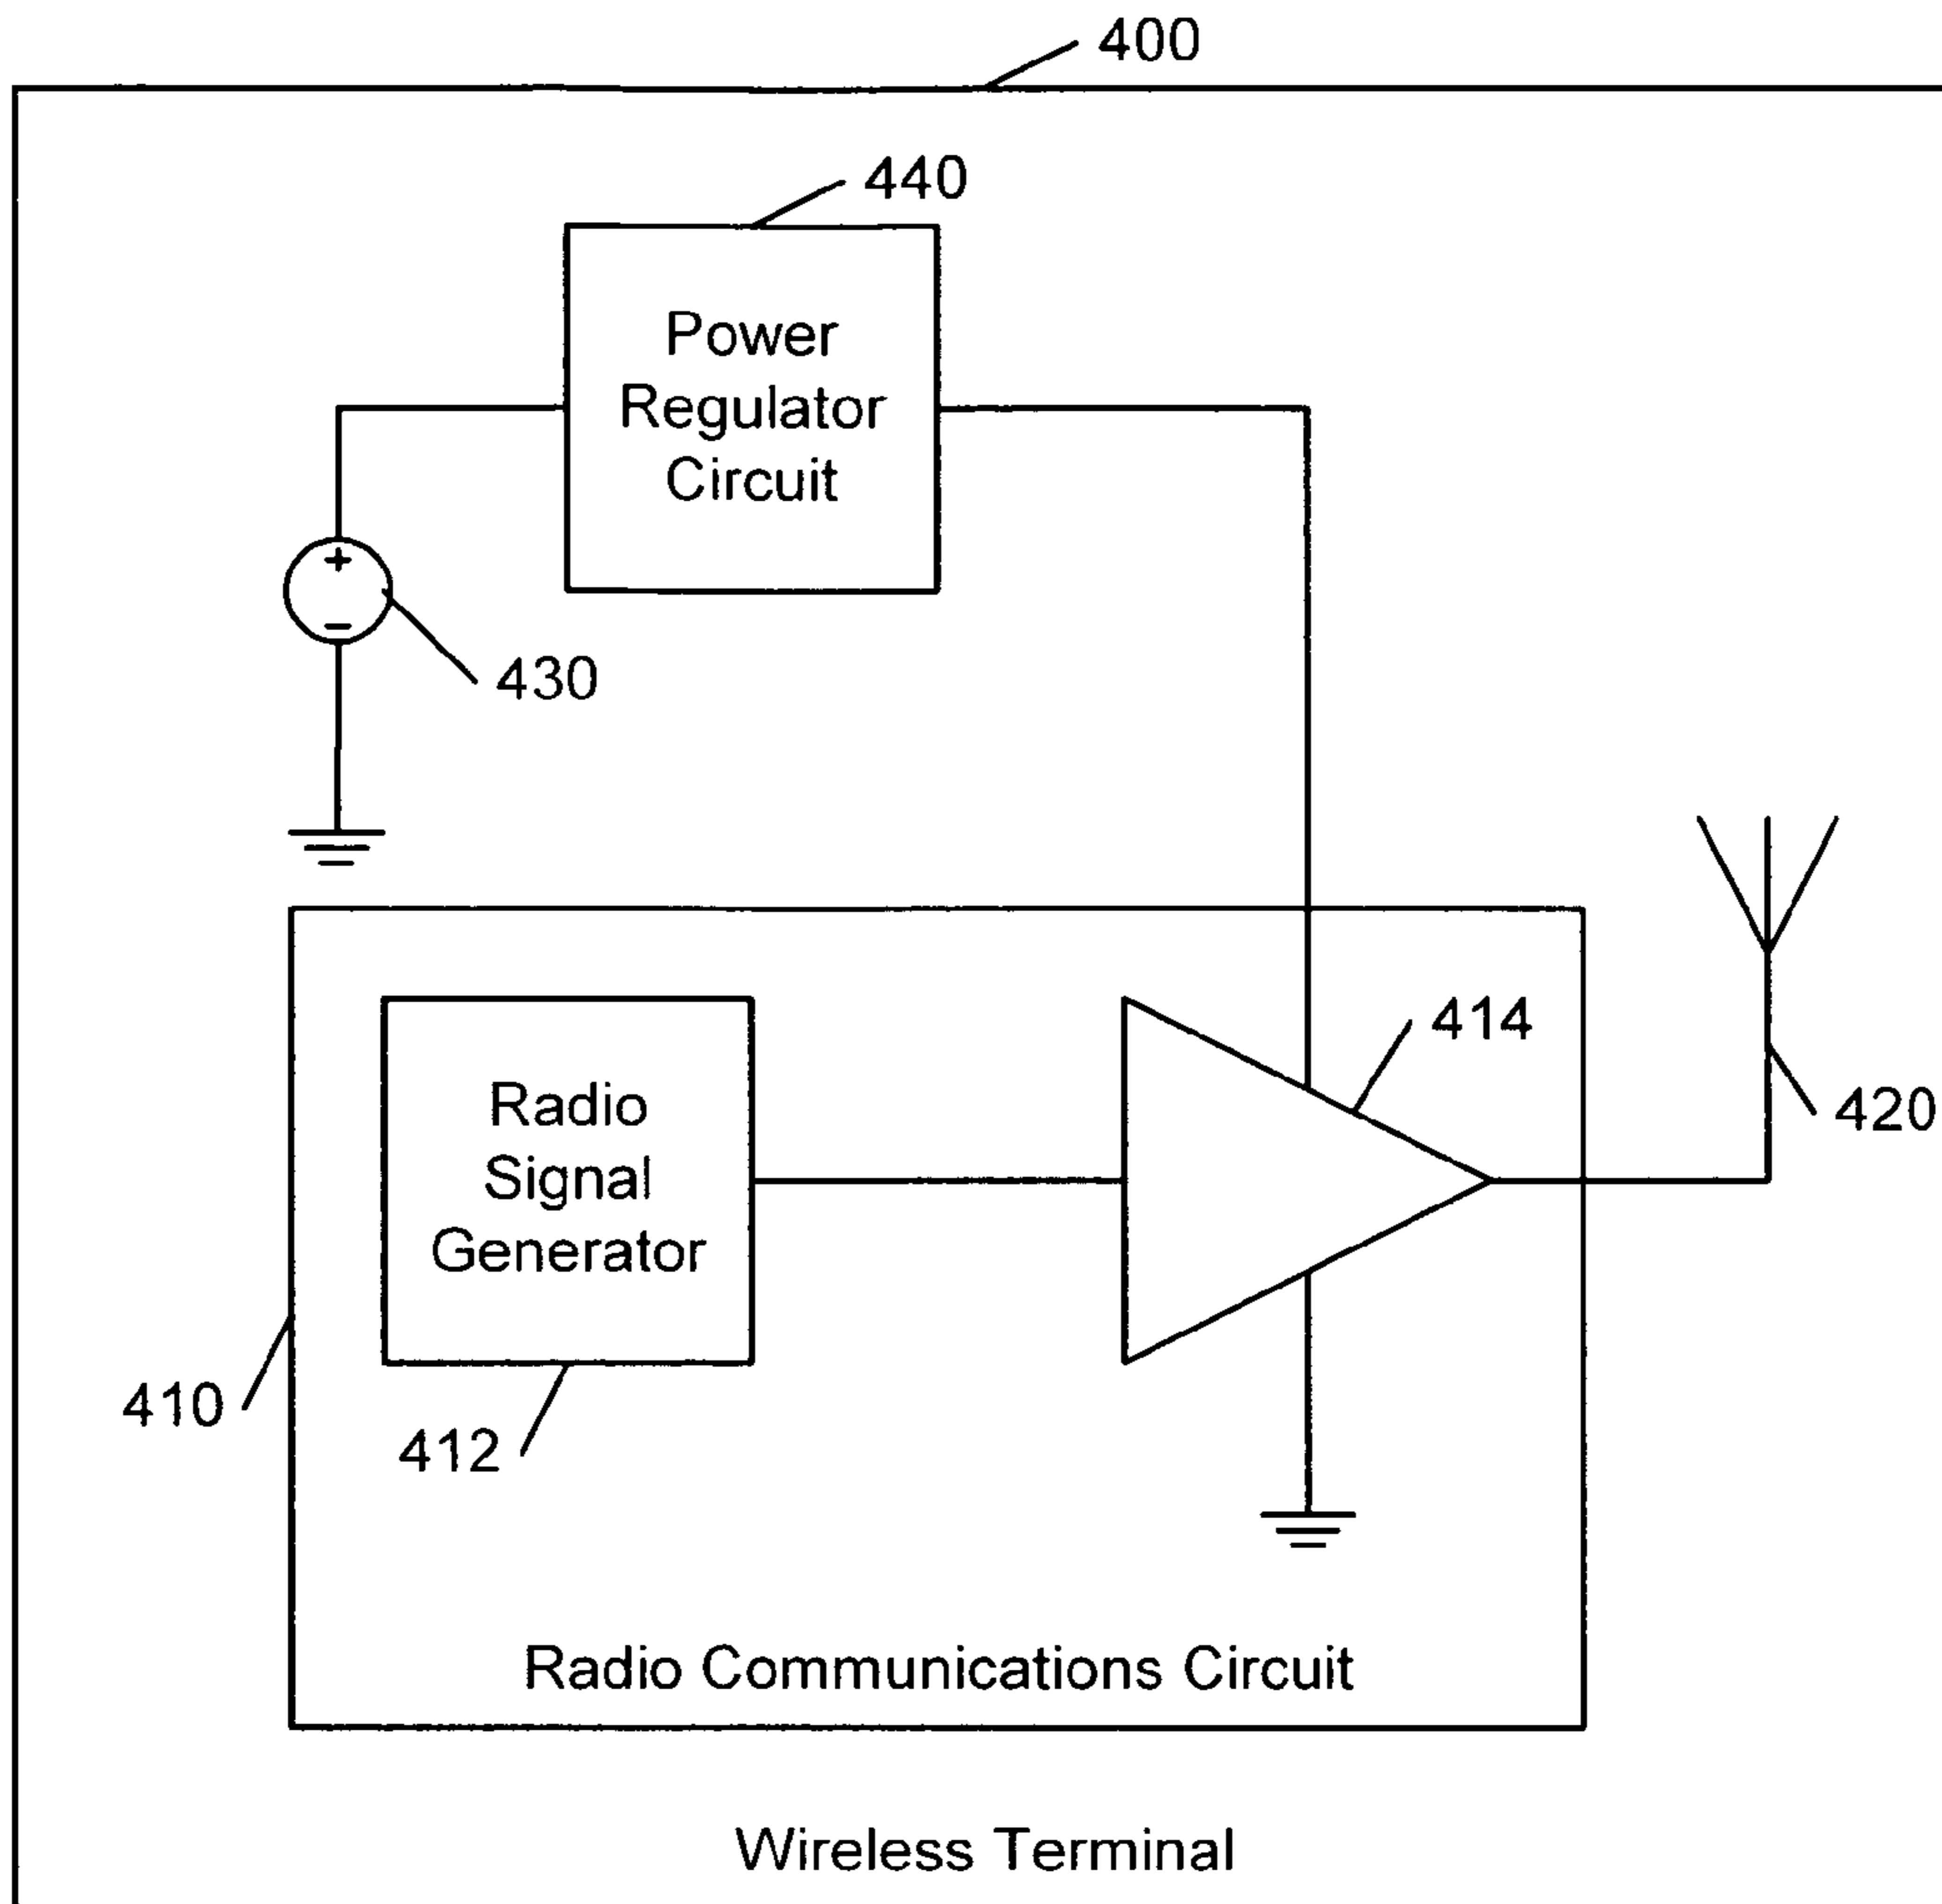 400
440
Power
Regulator
Circuit
+
−
430
414
420
Radio
Signal
Generator
410
412
Radio Communications Circuit
Wireless Terminal